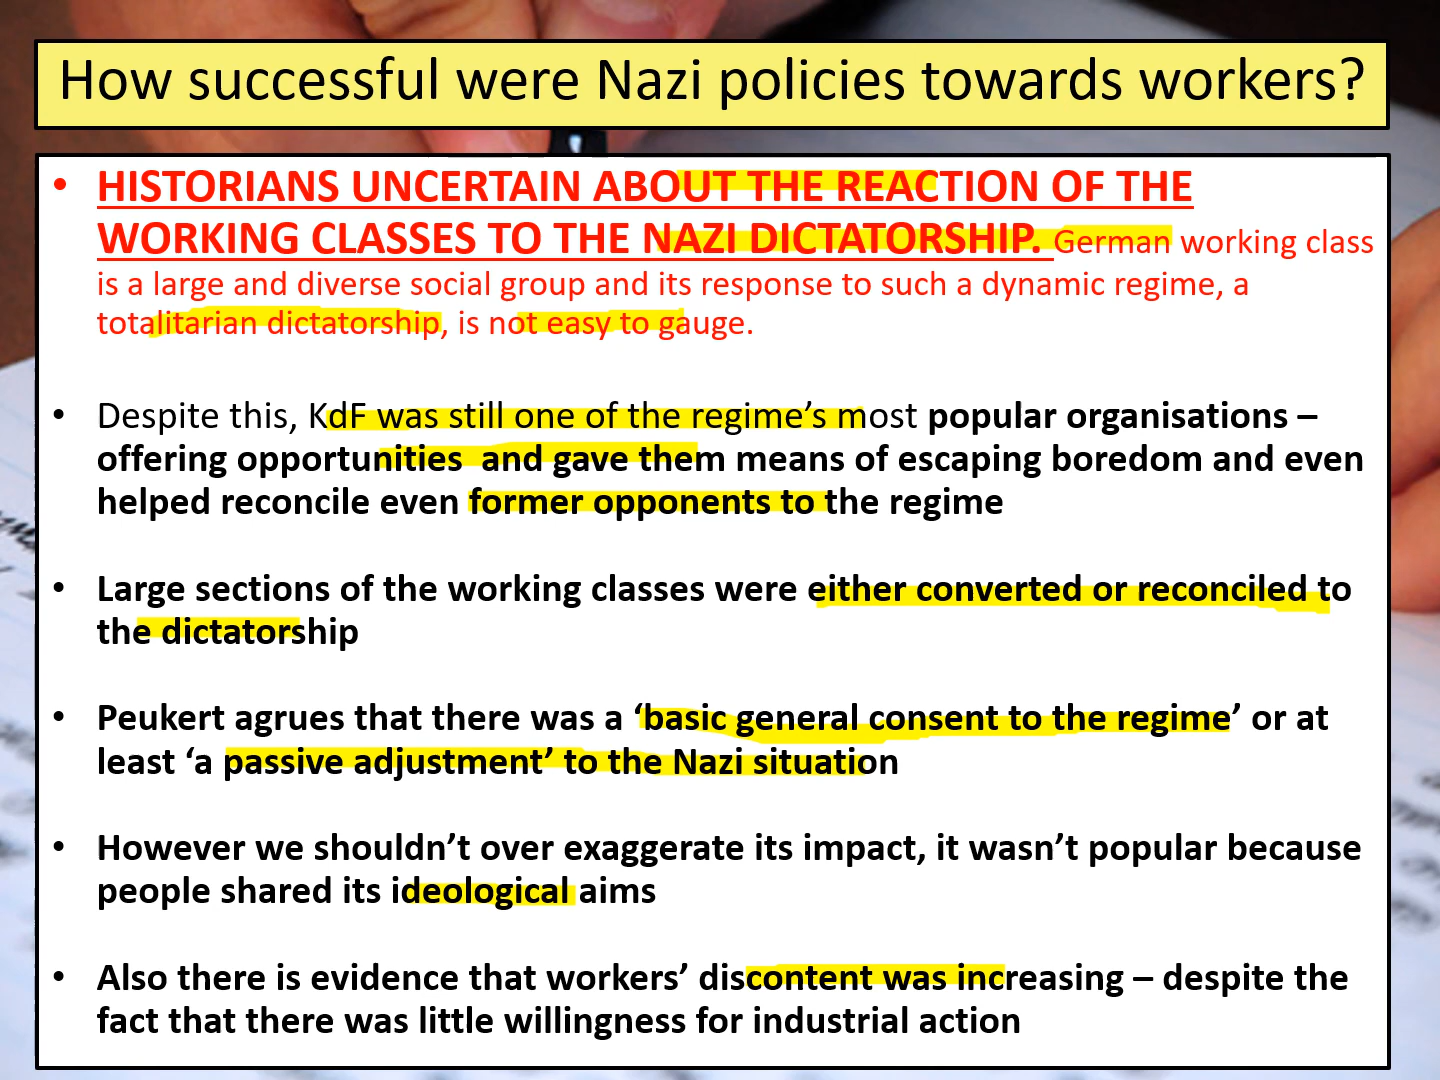 How successful were Nazi policies towards workers?
• HISTORIANS UNCERTAIN ABOUT THE REACTION OF THE
WORKING CLASSES TO THE NAZI DICTATORSHIP. German working class
is a large and diverse social group and its response to such a dynamic regime, a
totalitarian dictatorship, is not easy to gauge.
• Despite this, KdF was still one of the regime’s most popular organisations –
offering opportunities and gave them means of escaping boredom and even
helped reconcile even former opponents to the regime
• Large sections of the working classes were either converted or reconciled to
the dictatorship
• Peukert agrues that there was a ‘basic general consent to the regime’ or at
least ‘a passive adjustment’ to the Nazi situation
• However we shouldn’t over exaggerate its impact, it wasn’t popular because
people shared its ideological aims
• Also there is evidence that workers’ discontent was increasing – despite the
fact that there was little willingness for industrial action